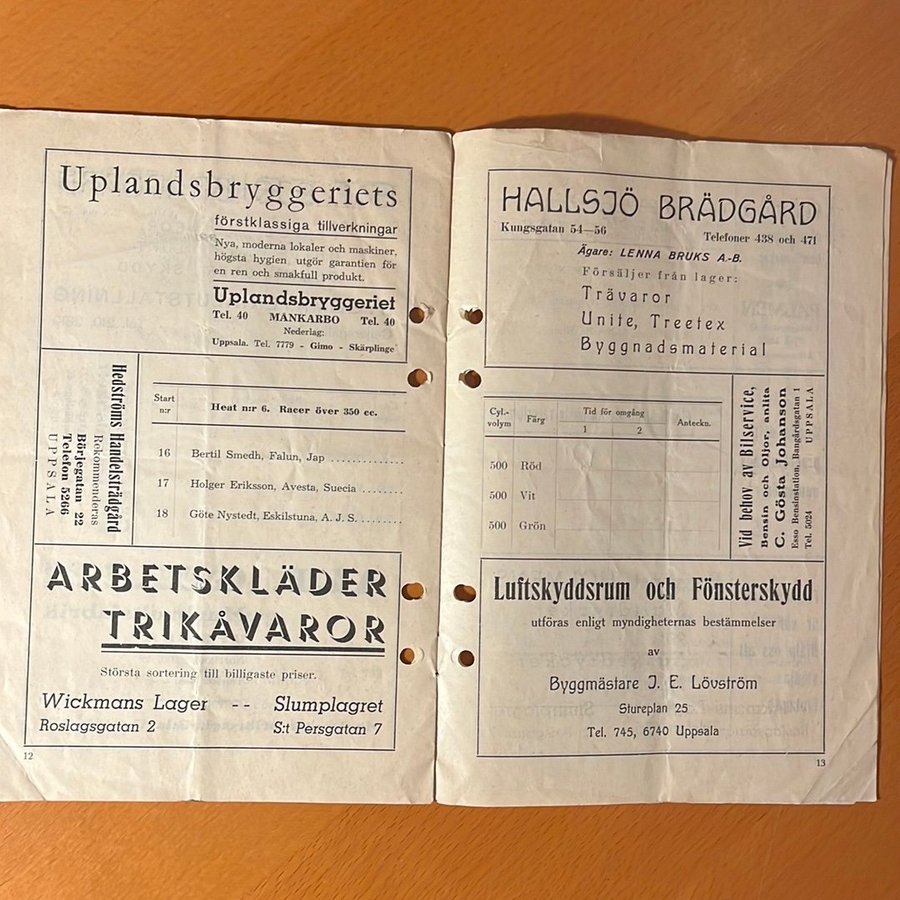 Uplandsbryggeriets
förstklassiga tillverkningar
Nya, moderna lokaler och maskiner,
högsta hygien utgör garantien för
en ren och smakfull produkt.
Uplandsbryggeriet
Tel. 40 MÅNKARBO Tel. 40
Nederlag:
Uppsala. Tel. 7779 - Gimo - Skärplinge
Hedströms Handelsträdgård
Rekommenderas
Börjegatan 22
Telefon 5266
UPPSALA
Start n:r Heat n:r 6. Racer över 350 cc.
16 Bertil Smedh, Falun, Jap
17 Holger Eriksson, Avesta, Suecia
18 Göte Nystedt, Eskilstuna, A. J. S.
ARBETSKLÄDER
TRIKÅVAROR
Största sortering till billigaste priser.
Wickmans Lager -- Slumplagret
Roslagsgatan 2 S:t Persgatan 7
12
HALLSJÖ BRÄDGÅRD
Kungsgatan 54—56 Telefoner 438 och 471
Ägare: LENNA BRUKS A.-B.
Försäljer från lager:
Trävaror
Unite, Treetex
Byggnadsmaterial
Cyl.-volym Färg Tid för omgång Anteckn.
1 2
500 Röd
500 Vit
500 Grön
Vid behov av Bilservice,
Bensin och Oljor, anlita
C. Gösta Johanson
Esso Bensinstation, Bangårdsgatan 1
Tel. 5024 UPPSALA
Luftskyddsrum och Fönsterskydd
utföras enligt myndigheternas bestämmelser
av
Byggmästare J. E. Lövström
Stureplan 25
Tel. 745, 6740 Uppsala
13